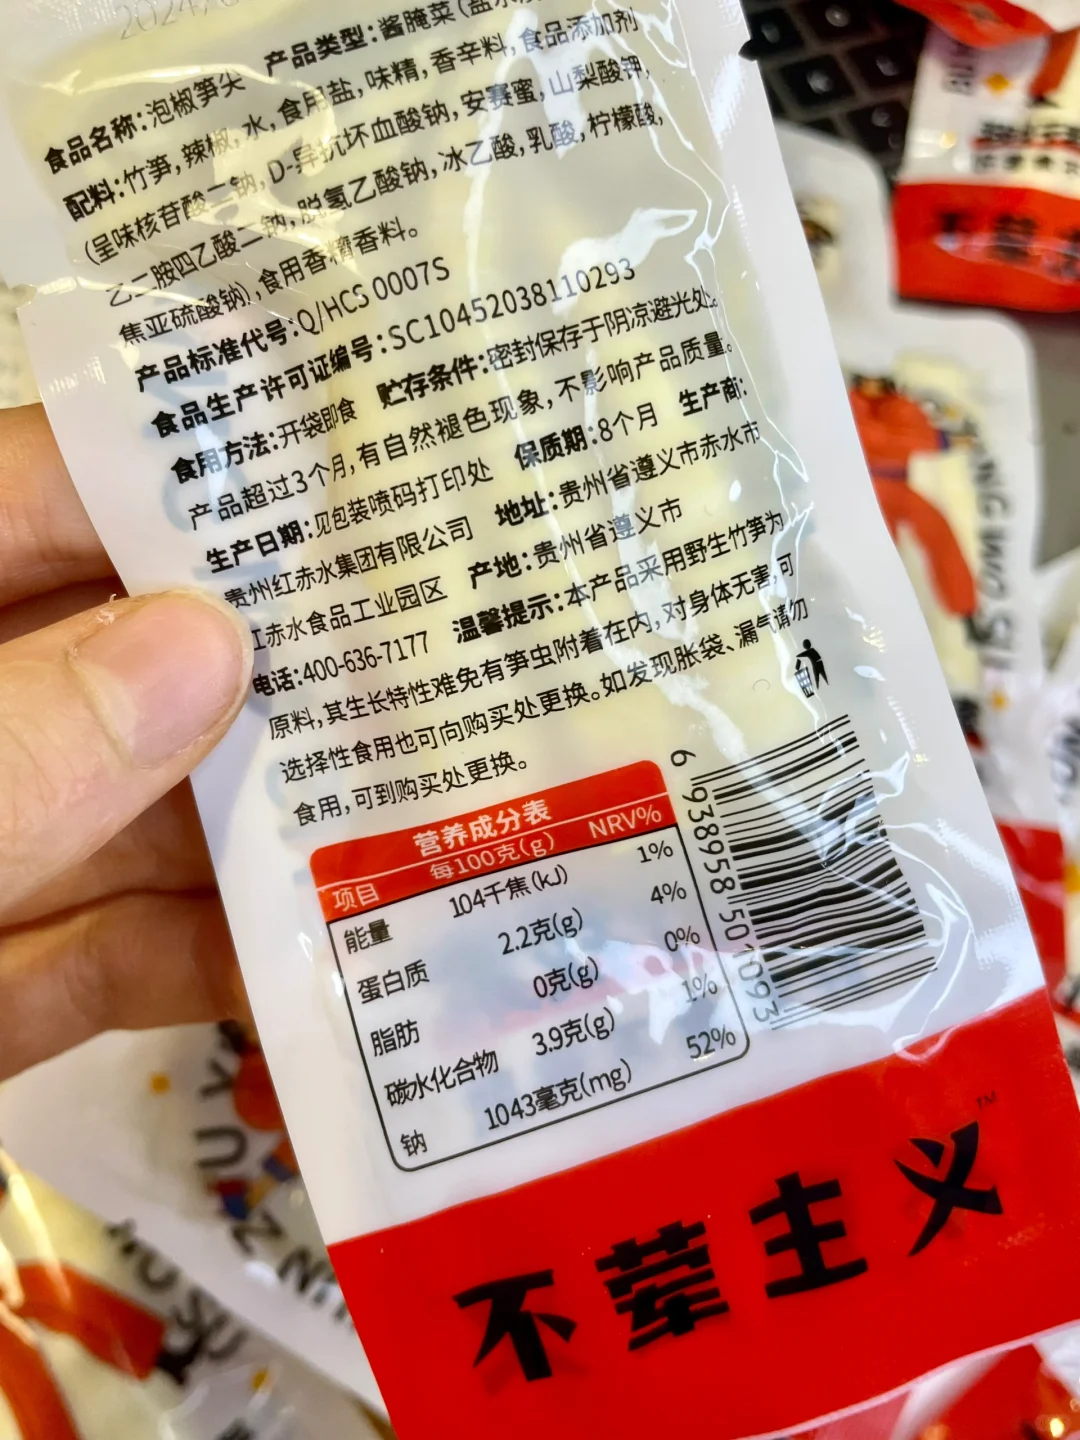 食品名称:泡椒笋尖 产品类型:酱腌菜
配料:竹笋,辣椒,水,食用盐,味精,香辛料,食品添加剂
(呈味核苷酸二钠,D-异抗坏血酸钠,安赛蜜,山梨酸钾,
乙二胺四乙酸二钠,脱氢乙酸钠,冰乙酸,乳酸,柠檬酸,
焦亚硫酸钠),食用香精香料。
产品标准代号:Q/HCS 0007S
食品生产许可证编号:SC10452038110293
食用方法:开袋即食 贮存条件:密封保存于阴凉避光处。
产品超过3个月,有自然褪色现象,不影响产品质量。
生产日期:见包装喷码打印处 保质期:8个月 生产商:
贵州红赤水集团有限公司 地址:贵州省遵义市赤水市
红赤水食品工业园区 产地:贵州省遵义市
电话:400-636-7177 温馨提示:本产品采用野生竹笋为
原料,其生长特性难免有笋虫附着在内,对身体无害,可
选择性食用也可向购买处更换。如发现胀袋、漏气请勿
食用,可到购买处更换。
营养成分表
项目 每100克(g) NRV%
能量 104千焦(kJ) 1%
蛋白质 2.2克(g) 4%
脂肪 0克(g) 0%
碳水化合物 3.9克(g) 1%
钠 1043毫克(mg) 52%
6 938958 501093
不荤主义
TM